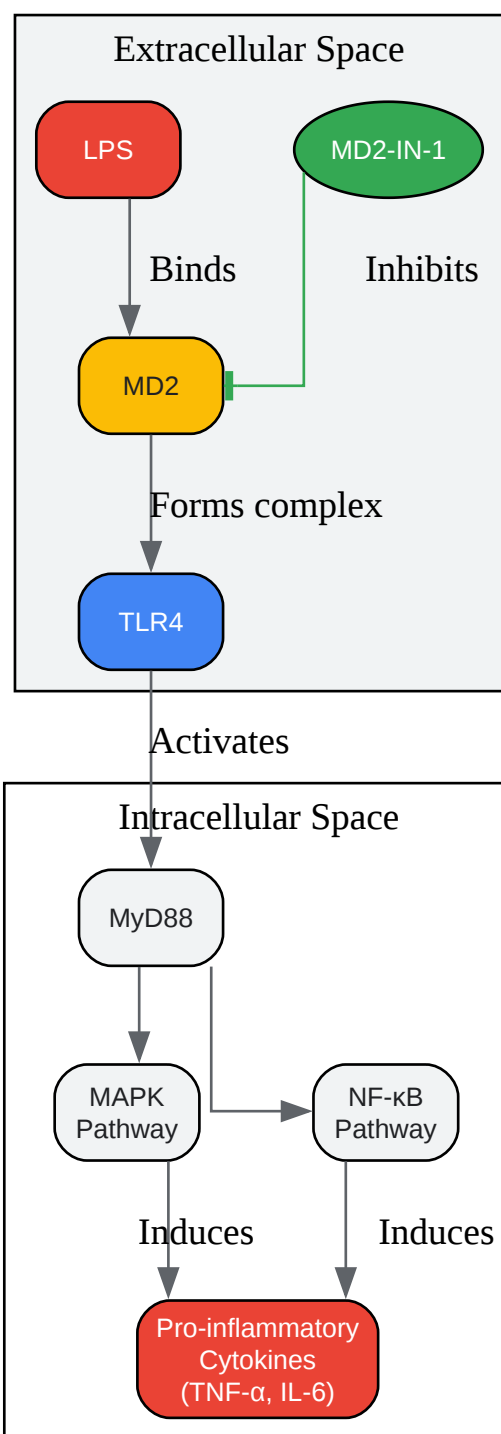 Extracellular Space
LPS
MD2-IN-1
Binds
Inhibits
MD2
Forms complex
TLR4
Activates
Intracellular Space
MyD88
MAPK
Pathway
NF-κB
Pathway
Induces
Induces
Pro-inflammatory
Cytokines
(TNF-α, IL-6)